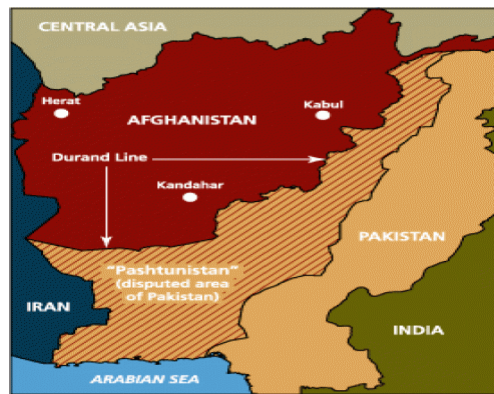 CENTRAL ASIA
Herat
Kabul
AFGHANISTAN
Durand Line
Kandahar
PAKISTAN
"Pashtunistan"
(disputed area
of Pakistan)
IRAN
INDIA
ARABIAN SEA